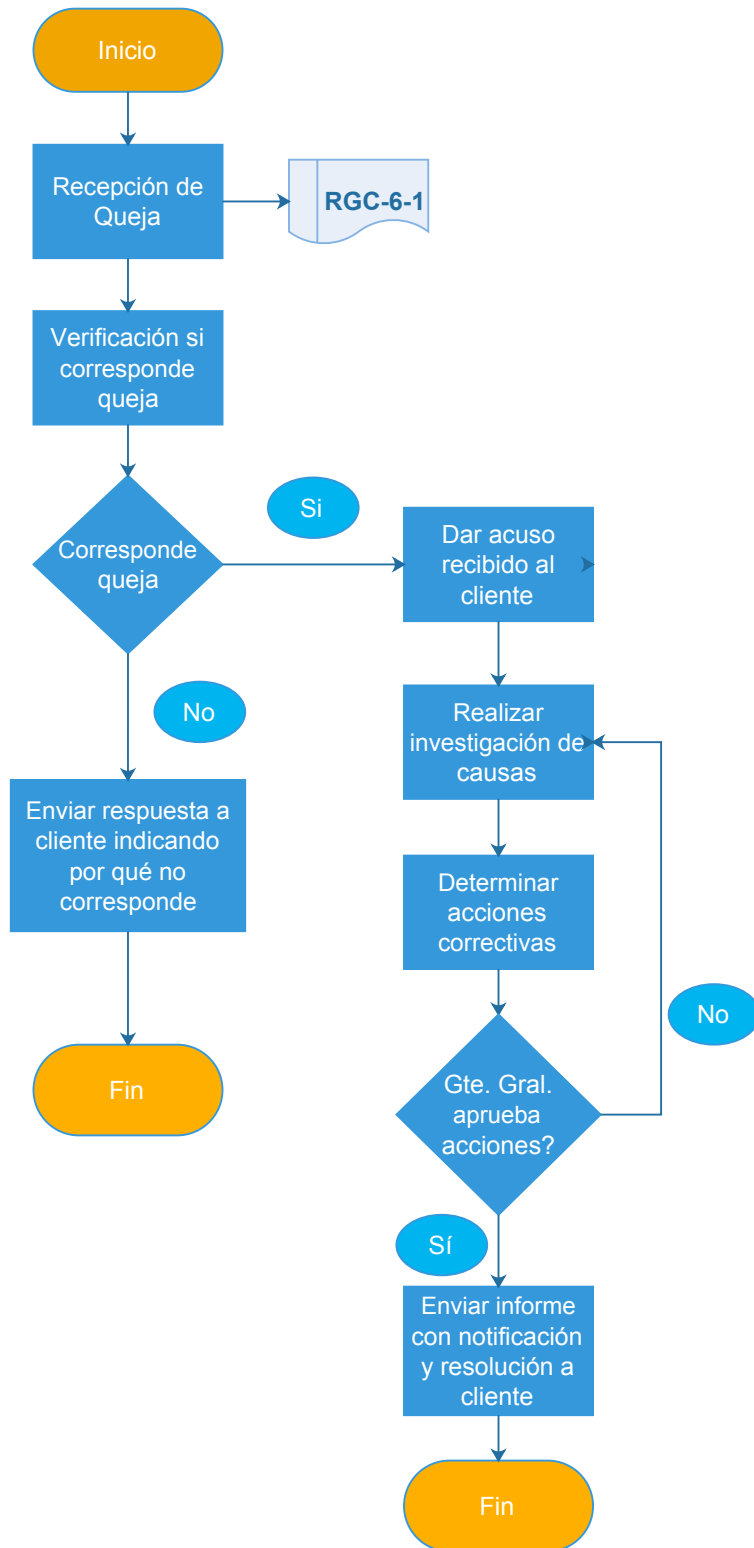 Inicio
Recepción de
Queja
RGC-6-1
Verificación si
corresponde
queja
Corresponde
queja
Si
Dar acuso
recibido al
cliente
No
Realizar
investigación de
causas
Enviar respuesta a
cliente indicando
por qué no
corresponde
Determinar
acciones
correctivas
No
Fin
Gte. Gral.
aprueba
acciones?
Sí
Enviar informe
con notificación
y resolución a
cliente
Fin